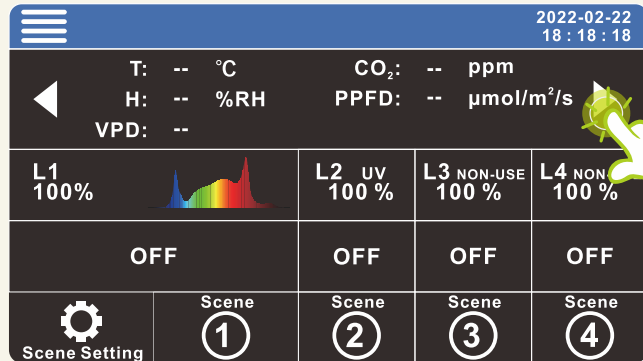 2022-02-22
18 : 18 : 18
T: -- °C CO₂: -- ppm
H: -- %RH PPFD: -- μmol/m²/s
VPD: --
L1
100%
L2 UV
100 %
L3 NON-USE
100 %
L4 NON-
100 %
OFF OFF OFF OFF
Scene Setting
Scene
1
Scene
2
Scene
3
Scene
4